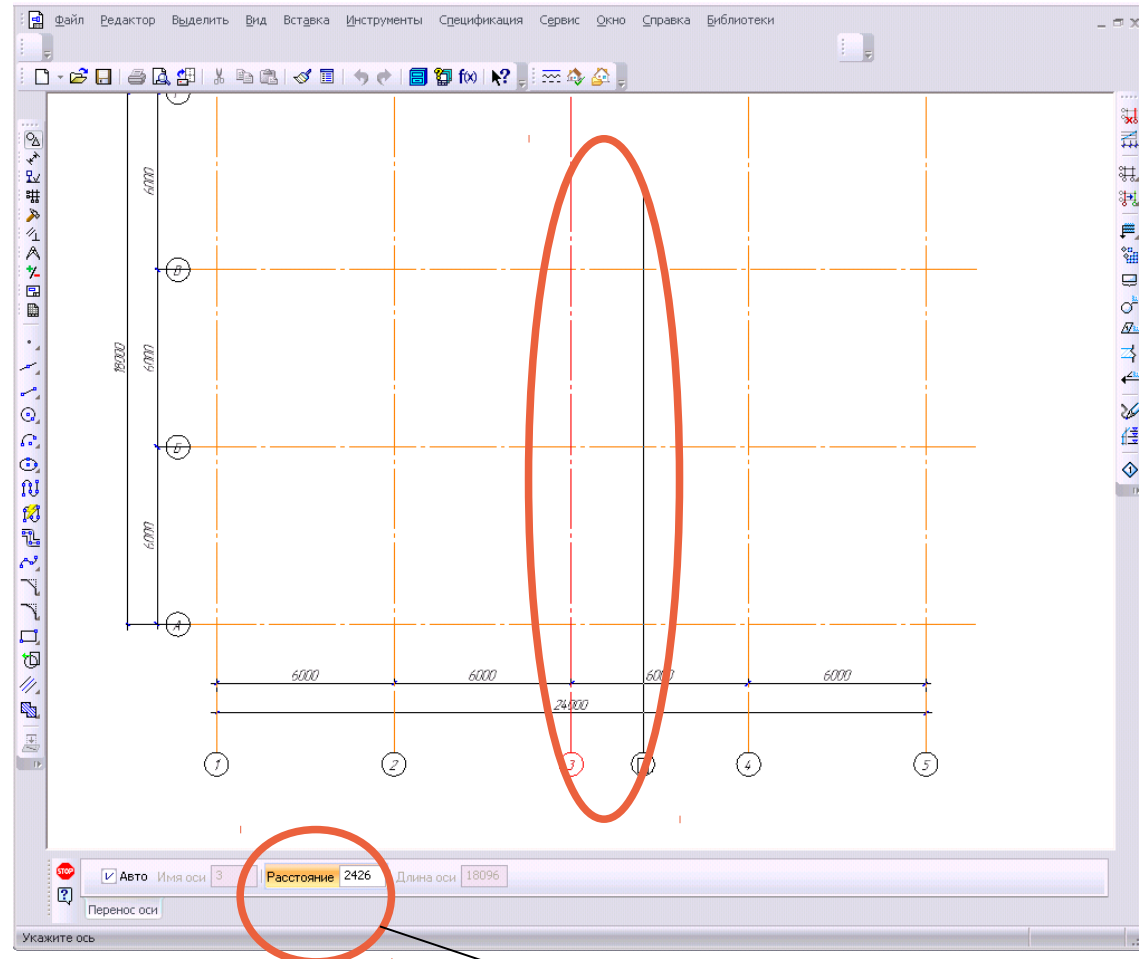 Файл Редактор Выделить Вид Вставка Инструменты Спецификация Сервис Окно Справка Библиотеки
f(x)
Г
6000
В
18000
6000
Б
6000
А
6000 6000 6000 6000
24000
1 2 3 4 5
STOP Авто Имя оси 3 Расстояние 2426 Длина оси 18096
Перенос оси
Укажите ось